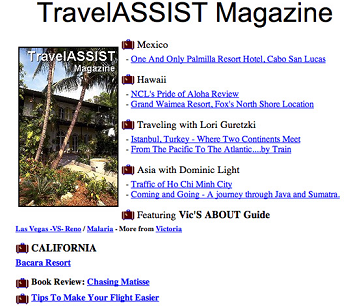 TravelASSIST Magazine
TravelASSIST
Magazine
Mexico
- One And Only Palmilla Resort Hotel, Cabo San Lucas
Hawaii
- NCL's Pride of Aloha Review
- Grand Waimea Resort, Fox's North Shore Location
Traveling with Lori Guretzki
- Istanbul, Turkey - Where Two Continents Meet
- From The Pacific To The Atlantic....by Train
Asia with Dominic Light
- Traffic of Ho Chi Minh City
- Coming and Going - A journey through Java and Sumatra.
Featuring Vic'S ABOUT Guide
Las Vegas -VS- Reno / Malaria - More from Victoria
CALIFORNIA
Bacara Resort
Book Review: Chasing Matisse
Tips To Make Your Flight Easier